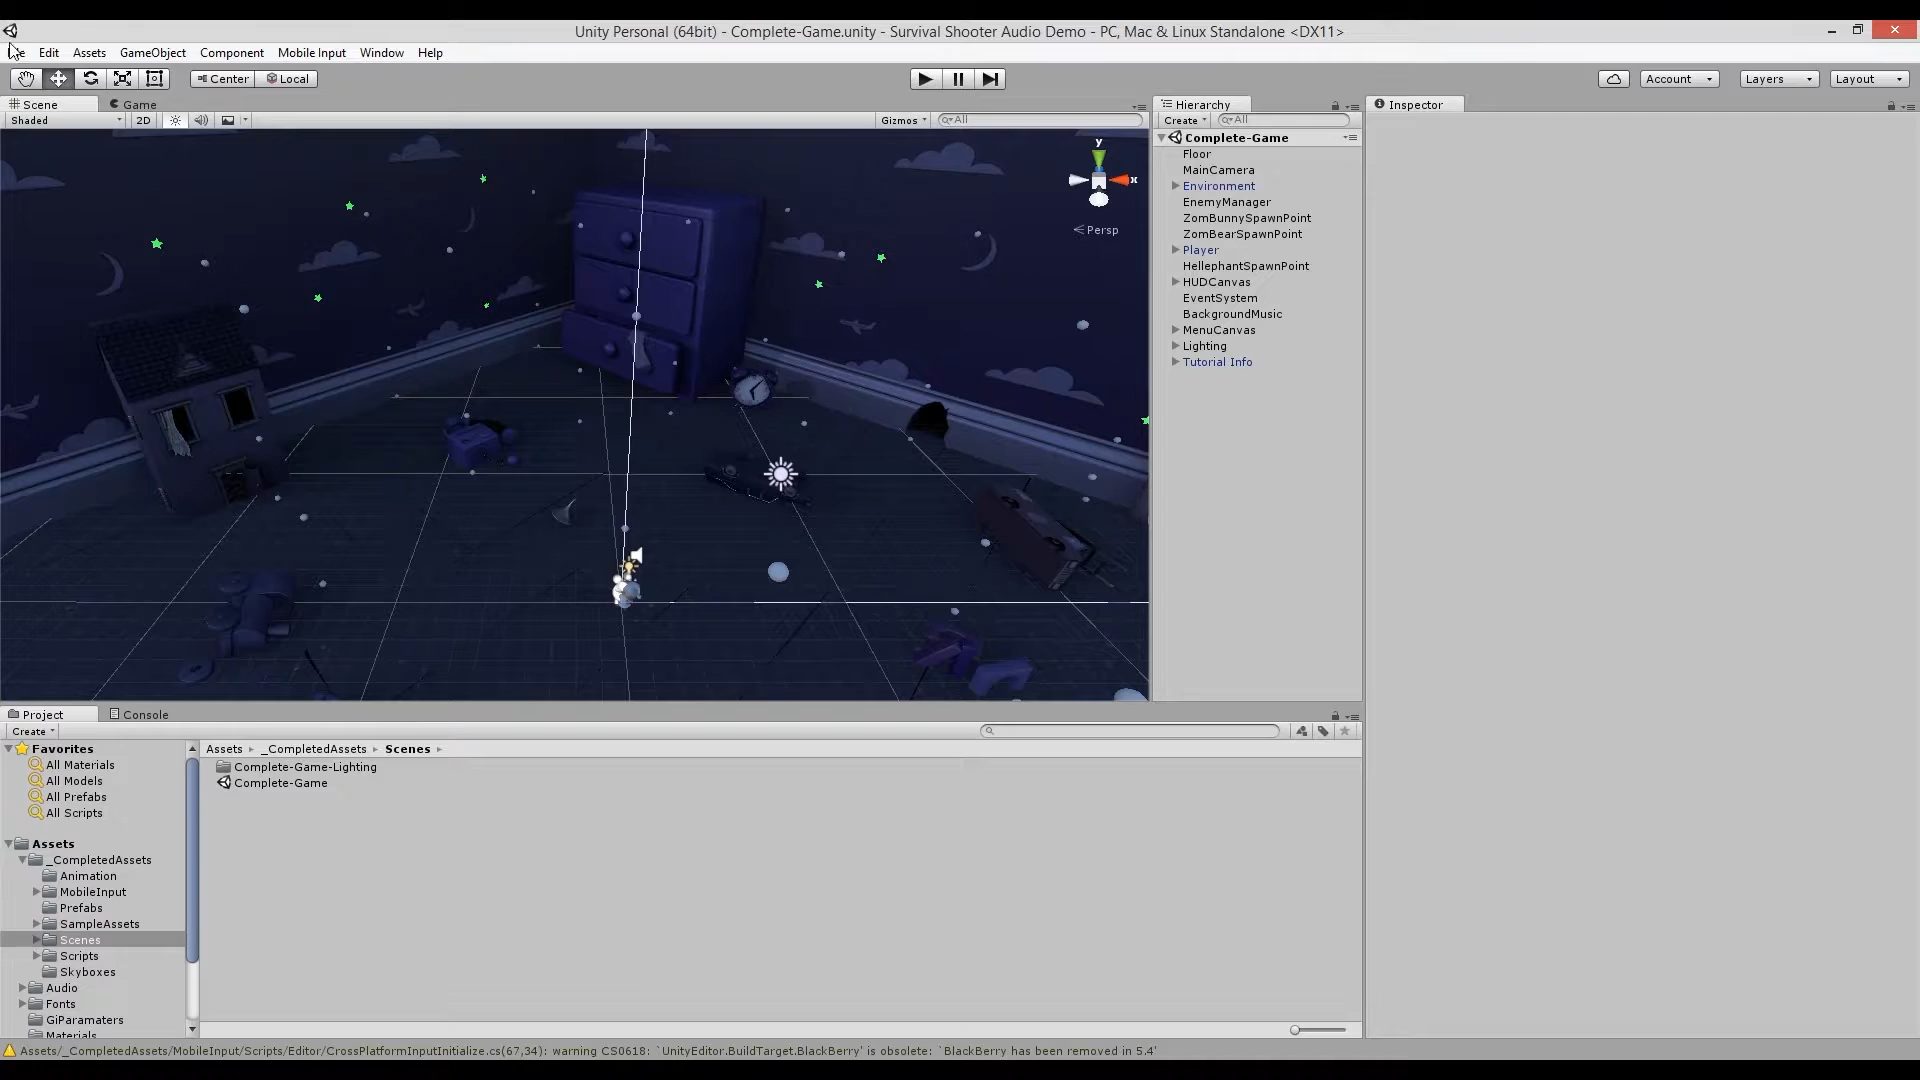 Unity Personal (64bit) - Complete-Game.unity - Survival Shooter Audio Demo - PC, Mac & Linux Standalone <DX11>
Edit Assets GameObject Component Mobile Input Window Help
Center Local Account Layers Layout
Scene Game
Shaded 2D Gizmos All
y
x
Persp
Hierarchy
Create All
Complete-Game
Floor
MainCamera
Environment
EnemyManager
ZomBunnySpawnPoint
ZomBearSpawnPoint
Player
HellephantSpawnPoint
HUDCanvas
EventSystem
BackgroundMusic
MenuCanvas
Lighting
Tutorial Info
Inspector
Project Console
Create
Favorites
All Materials
All Models
All Prefabs
All Scripts
Assets
_CompletedAssets
Animation
MobileInput
Prefabs
SampleAssets
Scenes
Scripts
Skyboxes
Audio
Fonts
GiParamaters
Materials
Assets _CompletedAssets Scenes
Complete-Game-Lighting
Complete-Game
Assets/_CompletedAssets/MobileInput/Scripts/Editor/CrossPlatformInputInitialize.cs(67,34): warning CS0618: `UnityEditor.BuildTarget.BlackBerry' is obsolete: `BlackBerry has been removed in 5.4'